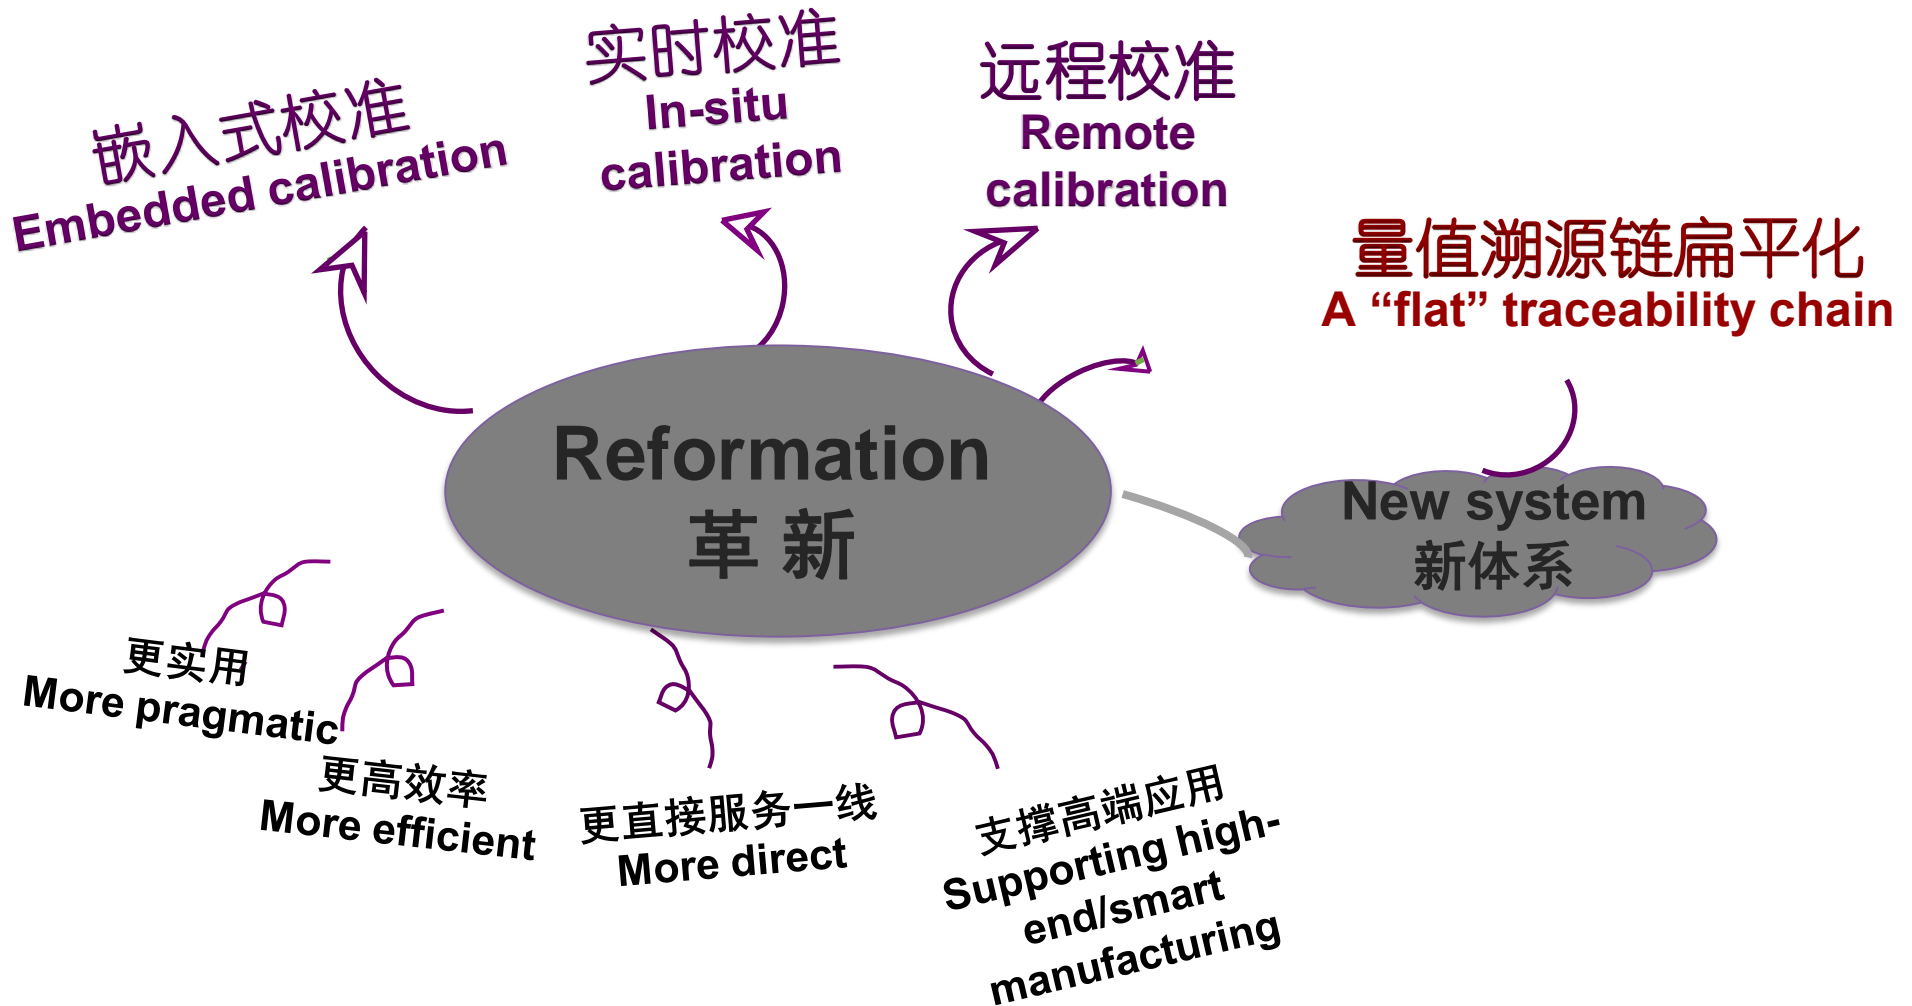 嵌入式校准
Embedded calibration
实时校准
In-situ
calibration
远程校准
Remote
calibration
量值溯源链扁平化
A “flat” traceability chain
Reformation
革 新
New system
新体系
更实用
More pragmatic
更高效率
More efficient
更直接服务一线
More direct
支撑高端应用
Supporting high-
end/smart
manufacturing